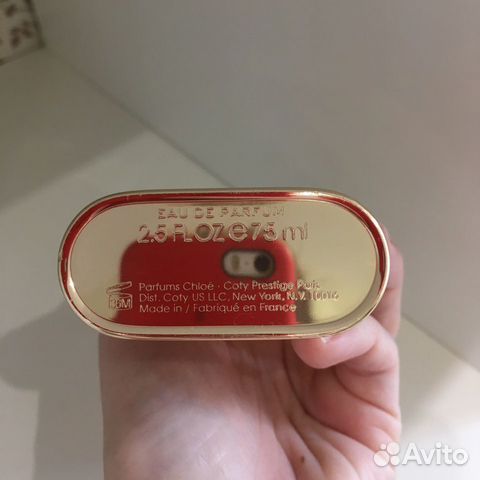 EAU DE PARFUM
2.5 FL OZ ℮ 75 ml
Parfums Chloé • Coty Prestige Paris
Dist. Coty US LLC, New York, N.Y. 10016
36M
Made in / Fabriqué en France
Avito